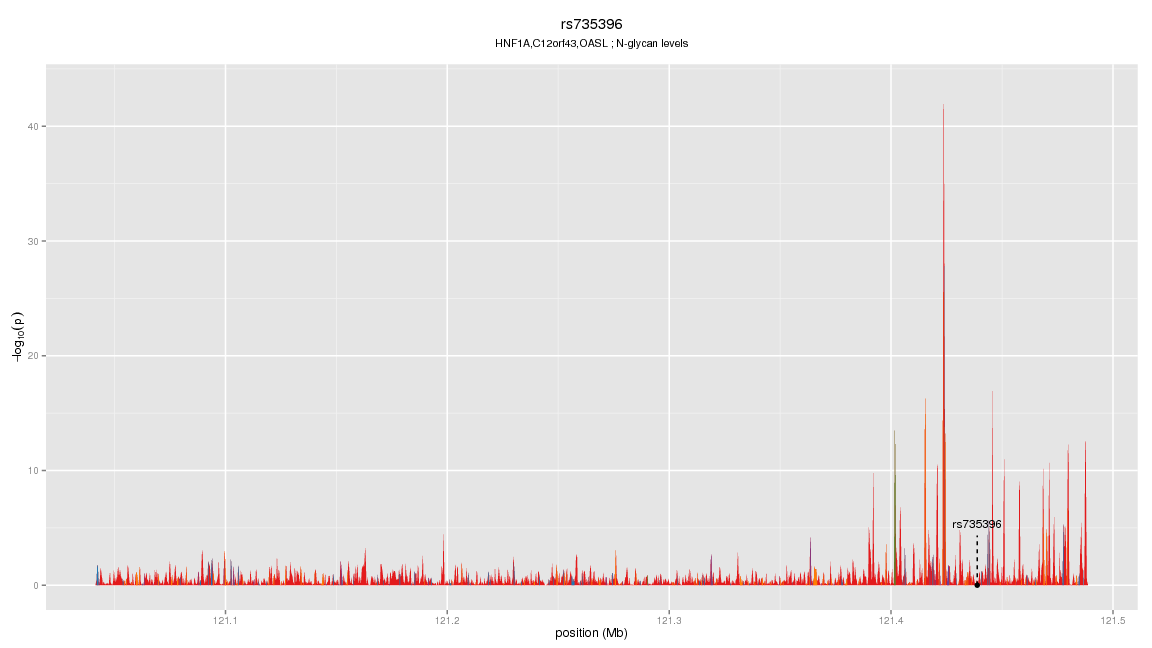 rs735396
HNF1A,C12orf43,OASL ; N-glycan levels
40
30
20
10
0
-log10(p)
rs735396
121.1
121.2
121.3
121.4
121.5
position (Mb)